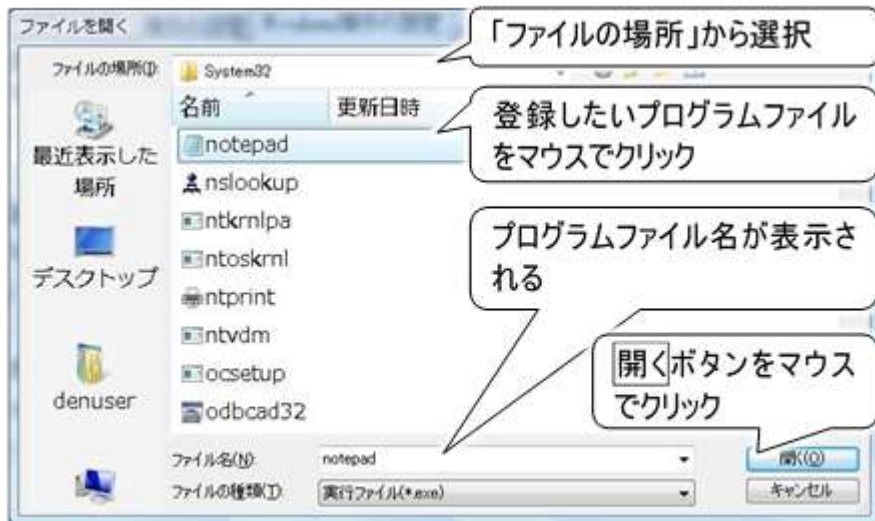 ファイルを開く
「ファイルの場所」から選択
ファイルの場所(I):
System32
名前
更新日時
登録したいプログラムファイル
をマウスでクリック
最近表示した
場所
notepad
nslookup
ntkrnlpa
ntoskrnl
ntprint
ntvdm
ocsetup
odbcad32
プログラムファイル名が表示さ
れる
デスクトップ
開くボタンをマウス
でクリック
denuser
ファイル名(N):
notepad
開く(O)
ファイルの種類(T):
実行ファイル(*.exe)
キャンセル